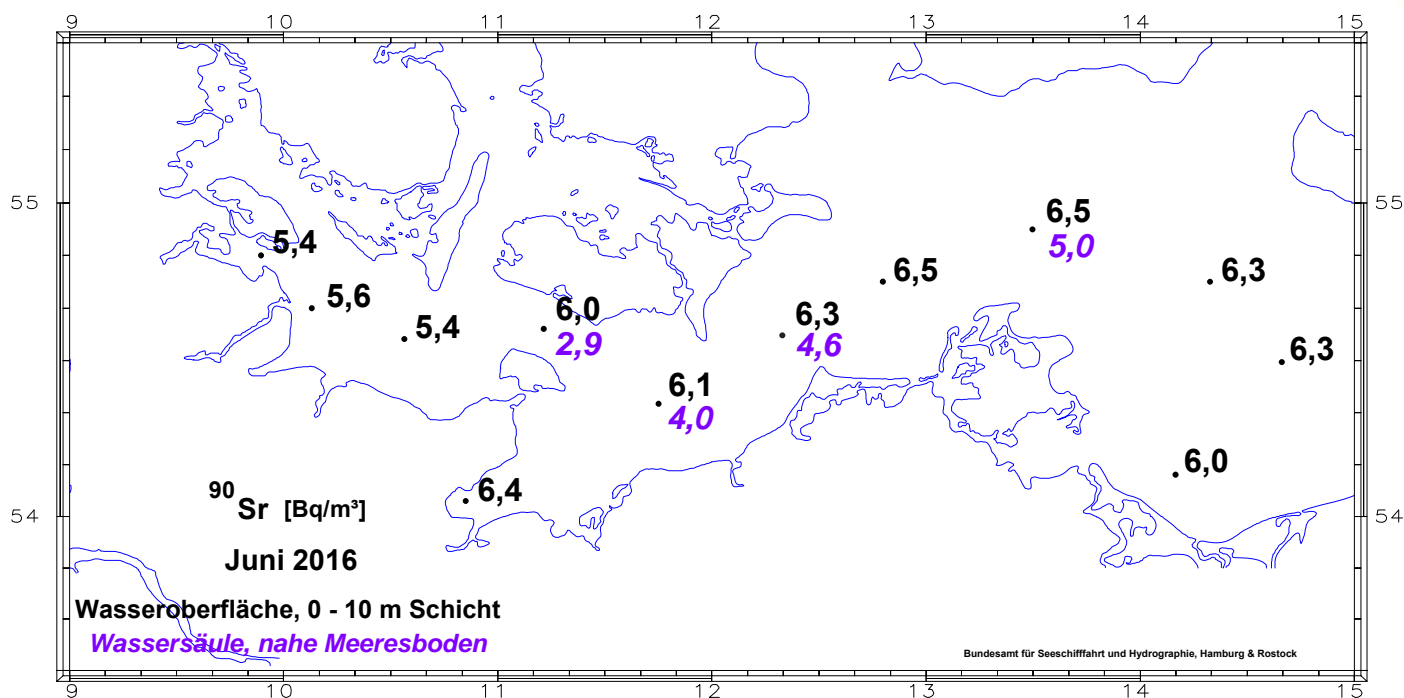 9 10 11 12 13 14 15
55 55
6,5
5,0
5,4
6,5
6,3
5,6
6,0
2,9
6,3
4,6
5,4
6,3
6,1
4,0
6,0
6,4
90Sr [Bq/m³]
54 54
Juni 2016
Wasseroberfläche, 0 - 10 m Schicht
Wassersäule, nahe Meeresboden
Bundesamt für Seeschifffahrt und Hydrographie, Hamburg & Rostock
9 10 11 12 13 14 15